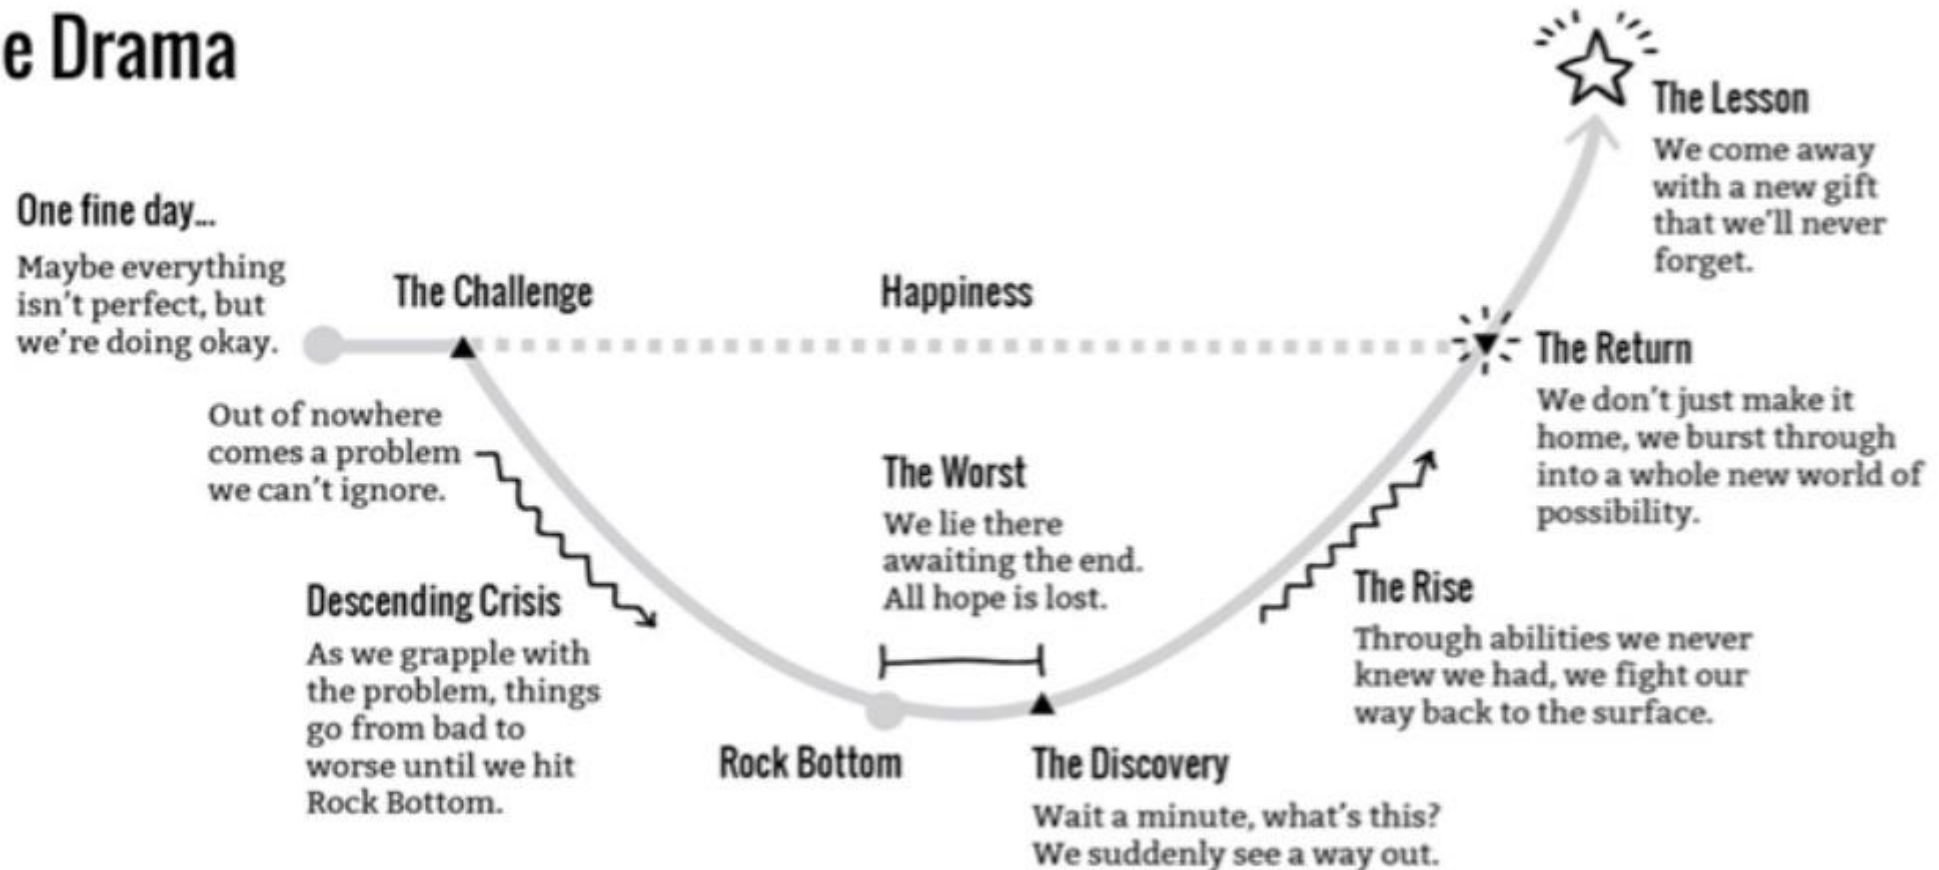 e Drama
One fine day...
Maybe everything
isn't perfect, but
we're doing okay.
The Challenge
Out of nowhere
comes a problem
we can't ignore.
Descending Crisis
As we grapple with
the problem, things
go from bad to
worse until we hit
Rock Bottom.
Happiness
The Worst
We lie there
awaiting the end.
All hope is lost.
Rock Bottom
The Discovery
Wait a minute, what's this?
We suddenly see a way out.
The Rise
Through abilities we never
knew we had, we fight our
way back to the surface.
The Return
We don't just make it
home, we burst through
into a whole new world of
possibility.
The Lesson
We come away
with a new gift
that we'll never
forget.